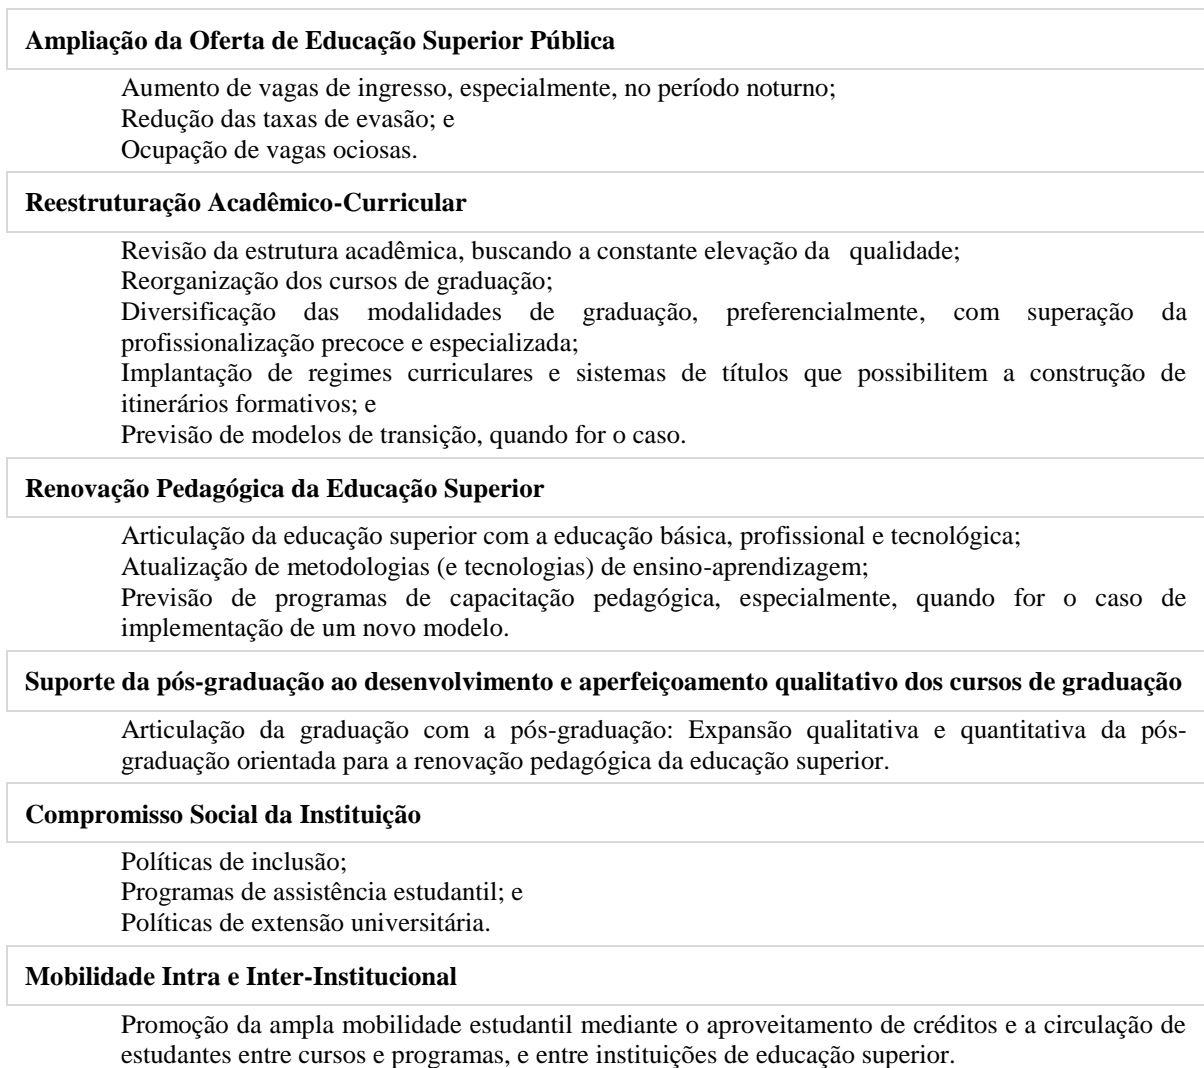 Ampliação da Oferta de Educação Superior Pública
Aumento de vagas de ingresso, especialmente, no período noturno;
Redução das taxas de evasão; e
Ocupação de vagas ociosas.
Reestruturação Acadêmico-Curricular
Revisão da estrutura acadêmica, buscando a constante elevação da qualidade;
Reorganização dos cursos de graduação;
Diversificação das modalidades de graduação, preferencialmente, com superação da
profissionalização precoce e especializada;
Implantação de regimes curriculares e sistemas de títulos que possibilitem a construção de
itinerários formativos; e
Previsão de modelos de transição, quando for o caso.
Renovação Pedagógica da Educação Superior
Articulação da educação superior com a educação básica, profissional e tecnológica;
Atualização de metodologias (e tecnologias) de ensino-aprendizagem;
Previsão de programas de capacitação pedagógica, especialmente, quando for o caso de
implementação de um novo modelo.
Suporte da pós-graduação ao desenvolvimento e aperfeiçoamento qualitativo dos cursos de graduação
Articulação da graduação com a pós-graduação: Expansão qualitativa e quantitativa da pós-
graduação orientada para a renovação pedagógica da educação superior.
Compromisso Social da Instituição
Políticas de inclusão;
Programas de assistência estudantil; e
Políticas de extensão universitária.
Mobilidade Intra e Inter-Institucional
Promoção da ampla mobilidade estudantil mediante o aproveitamento de créditos e a circulação de
estudantes entre cursos e programas, e entre instituições de educação superior.